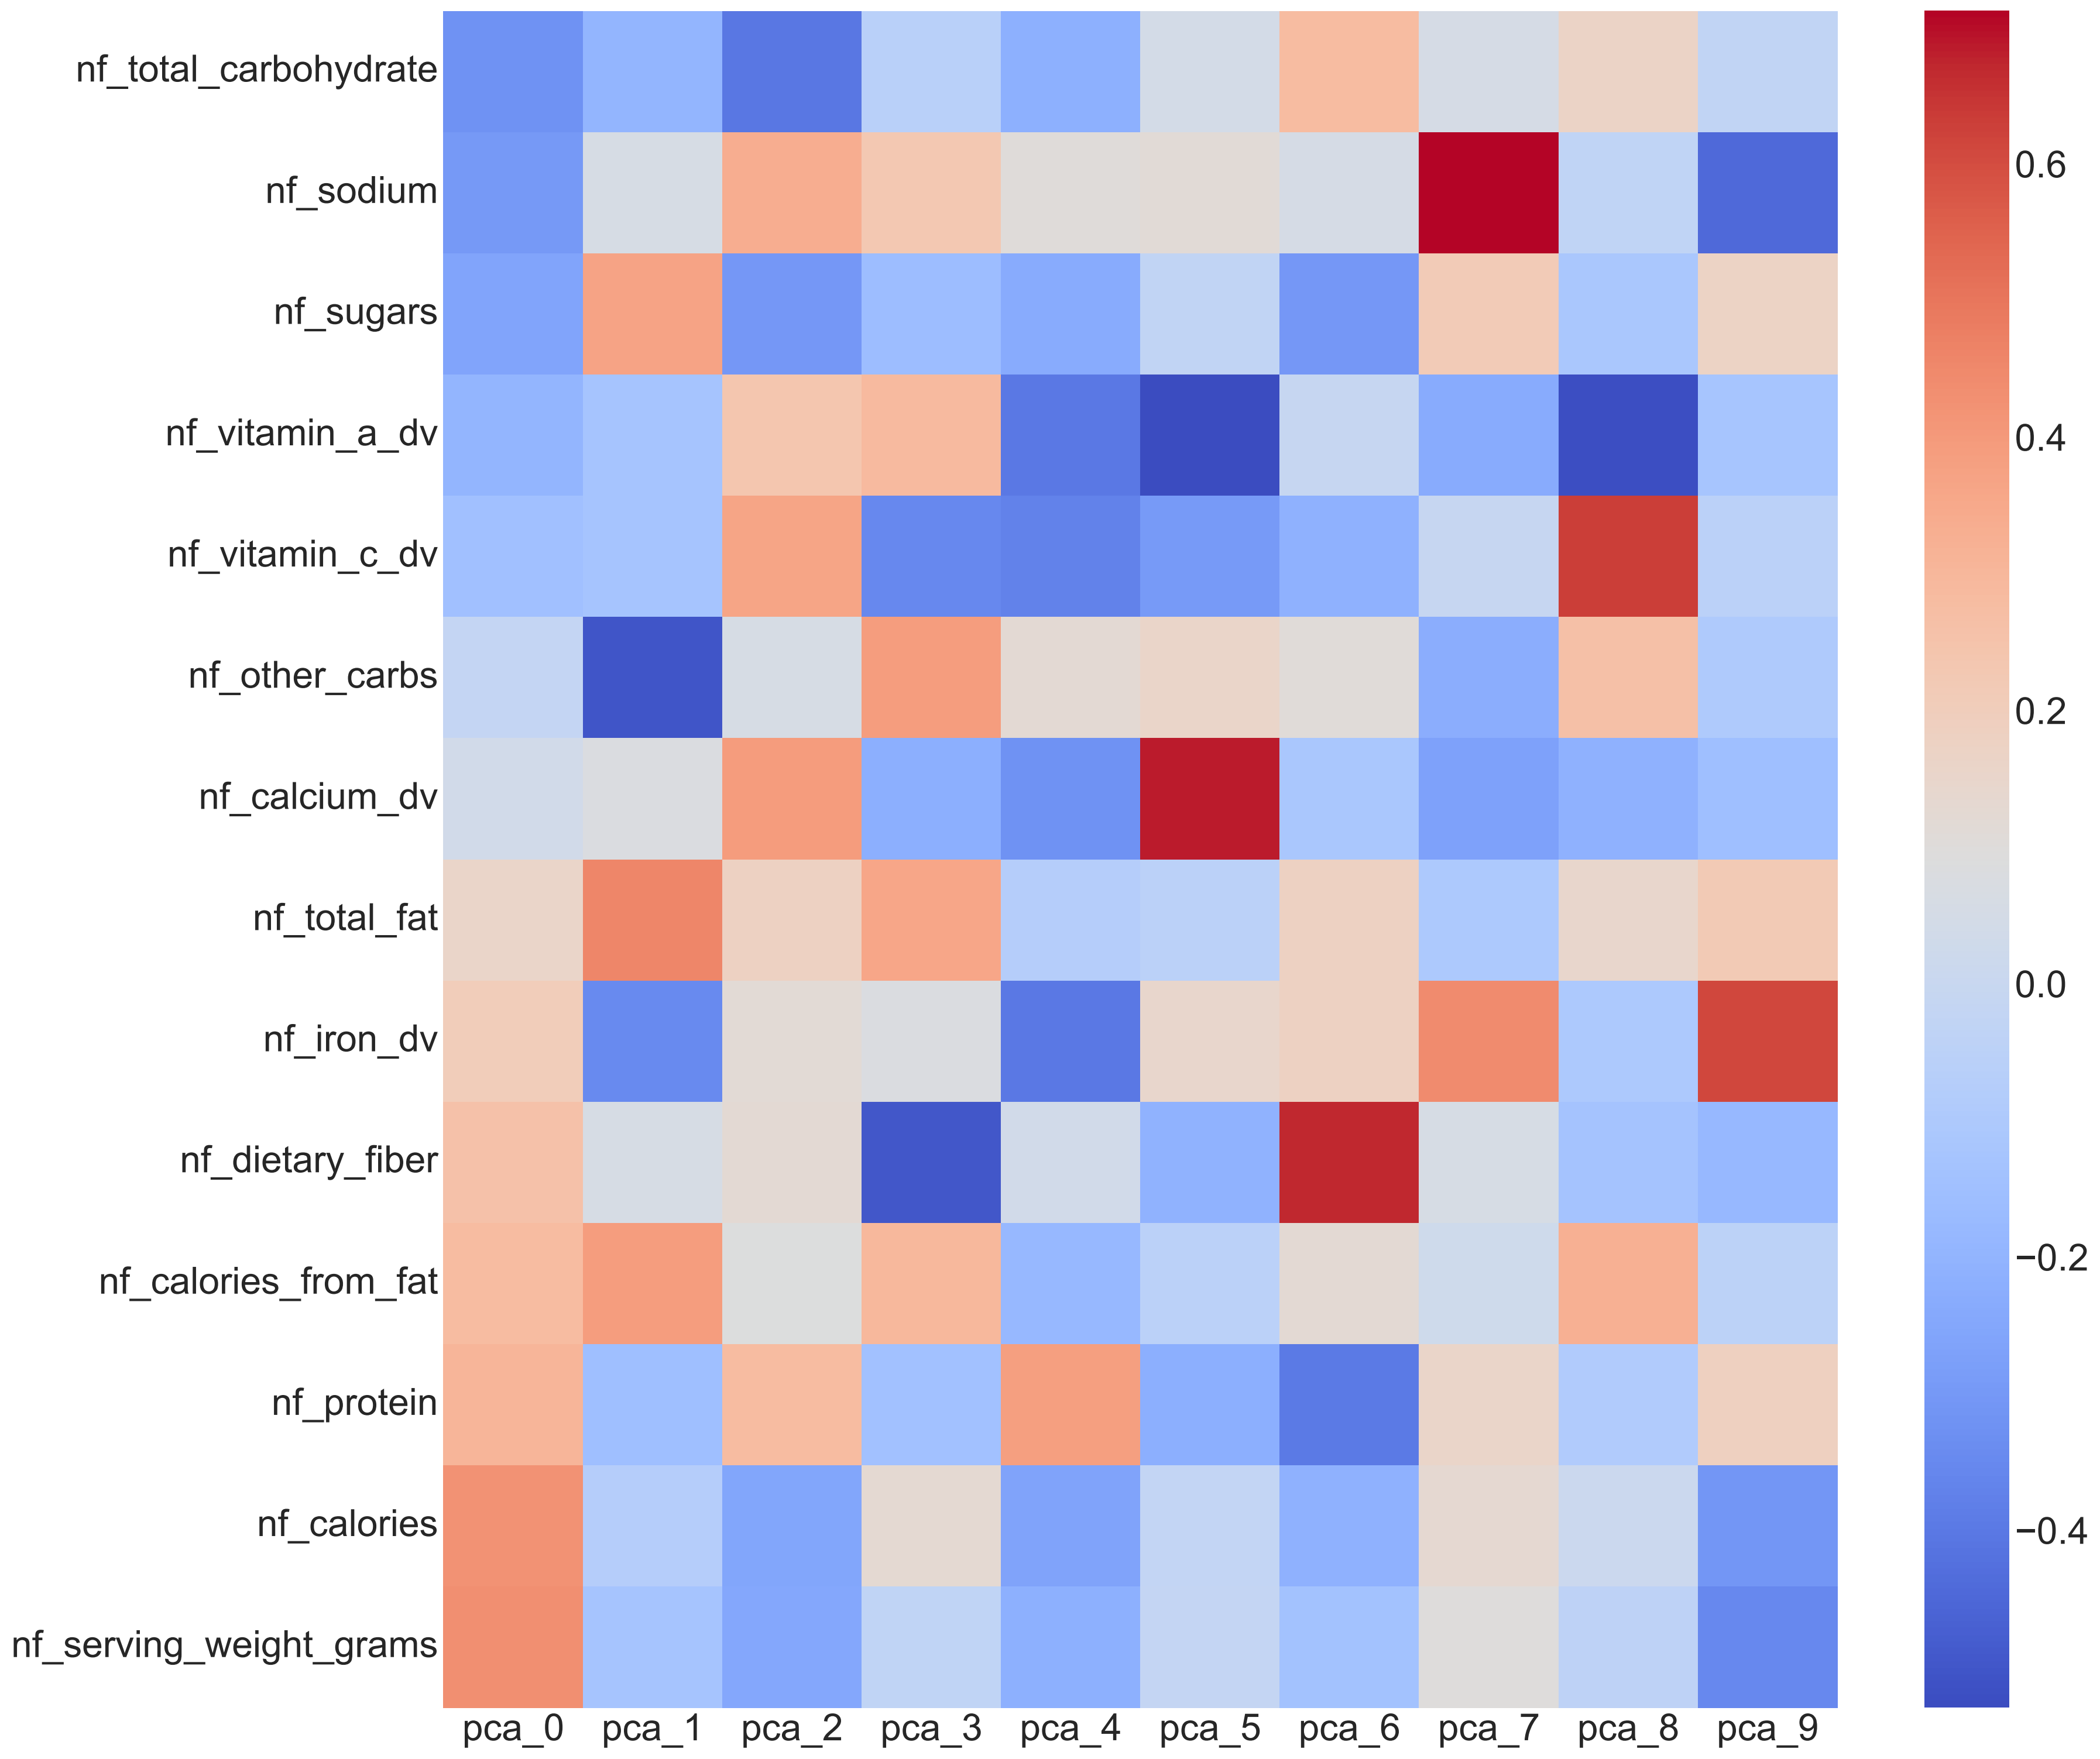 nf_total_carbohydrate
nf_sodium
nf_sugars
nf_vitamin_a_dv
nf_vitamin_c_dv
nf_other_carbs
nf_calcium_dv
nf_total_fat
nf_iron_dv
nf_dietary_fiber
nf_calories_from_fat
nf_protein
nf_calories
nf_serving_weight_grams
pca_0 pca_1 pca_2 pca_3 pca_4 pca_5 pca_6 pca_7 pca_8 pca_9
0.6
0.4
0.2
0.0
−0.2
−0.4